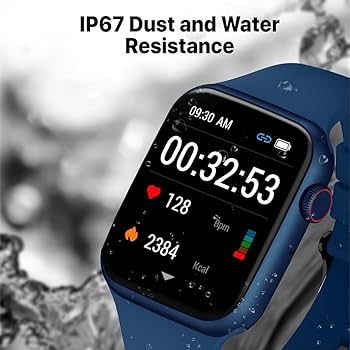 IP67 Dust and Water
Resistance
09:30 AM
00:32:53
128
Bpm
2384
Kcal